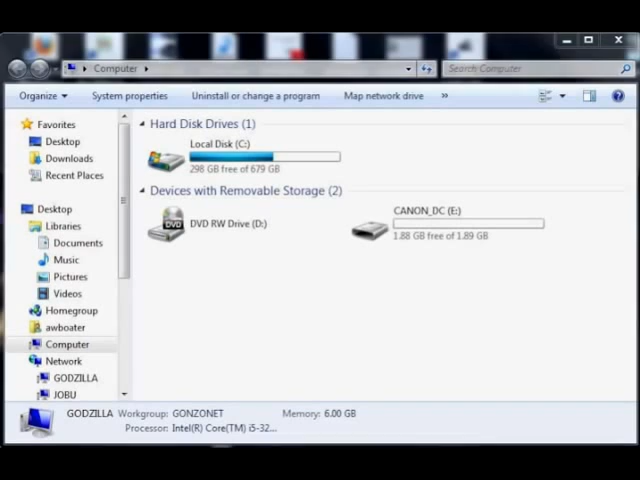 Computer
Search Computer
Organize
System properties
Uninstall or change a program
Map network drive
»
Favorites
Desktop
Downloads
Recent Places
Desktop
Libraries
Documents
Music
Pictures
Videos
Homegroup
awboater
Computer
Network
GODZILLA
JOBU
Hard Disk Drives (1)
Local Disk (C:)
298 GB free of 679 GB
Devices with Removable Storage (2)
DVD
DVD RW Drive (D:)
CANON_DC (E:)
1.88 GB free of 1.89 GB
GODZILLA Workgroup: GONZONET Memory: 6.00 GB
Processor: Intel(R) Core(TM) i5-32...